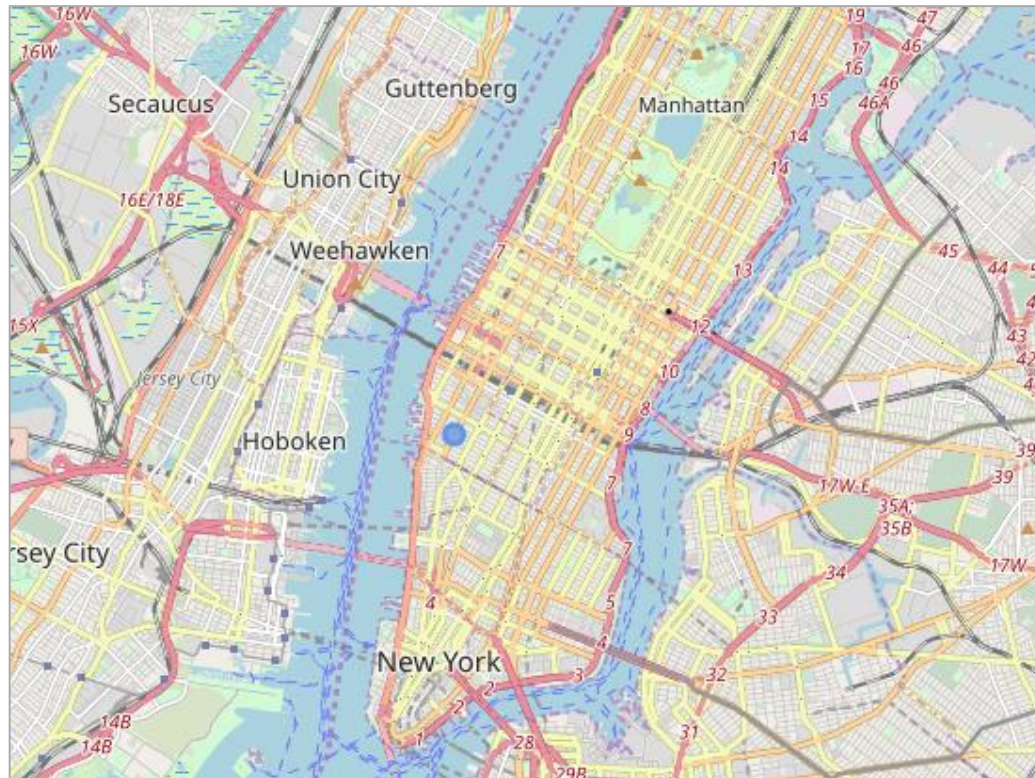 16W
16W
Secaucus
Guttenberg
Manhattan
19
47
46
17
16
46
15
46A
14
14
Union City
16E/18E
Weehawken
7
45
44
13
15X
12
43
Jersey City
10
8
Hoboken
9
39
39
7
17W-E
35A;
35B
7
17W
rsey City
34
4
5
33
4
New York
32
3
2
2
14B
14B
1
28
31
29B